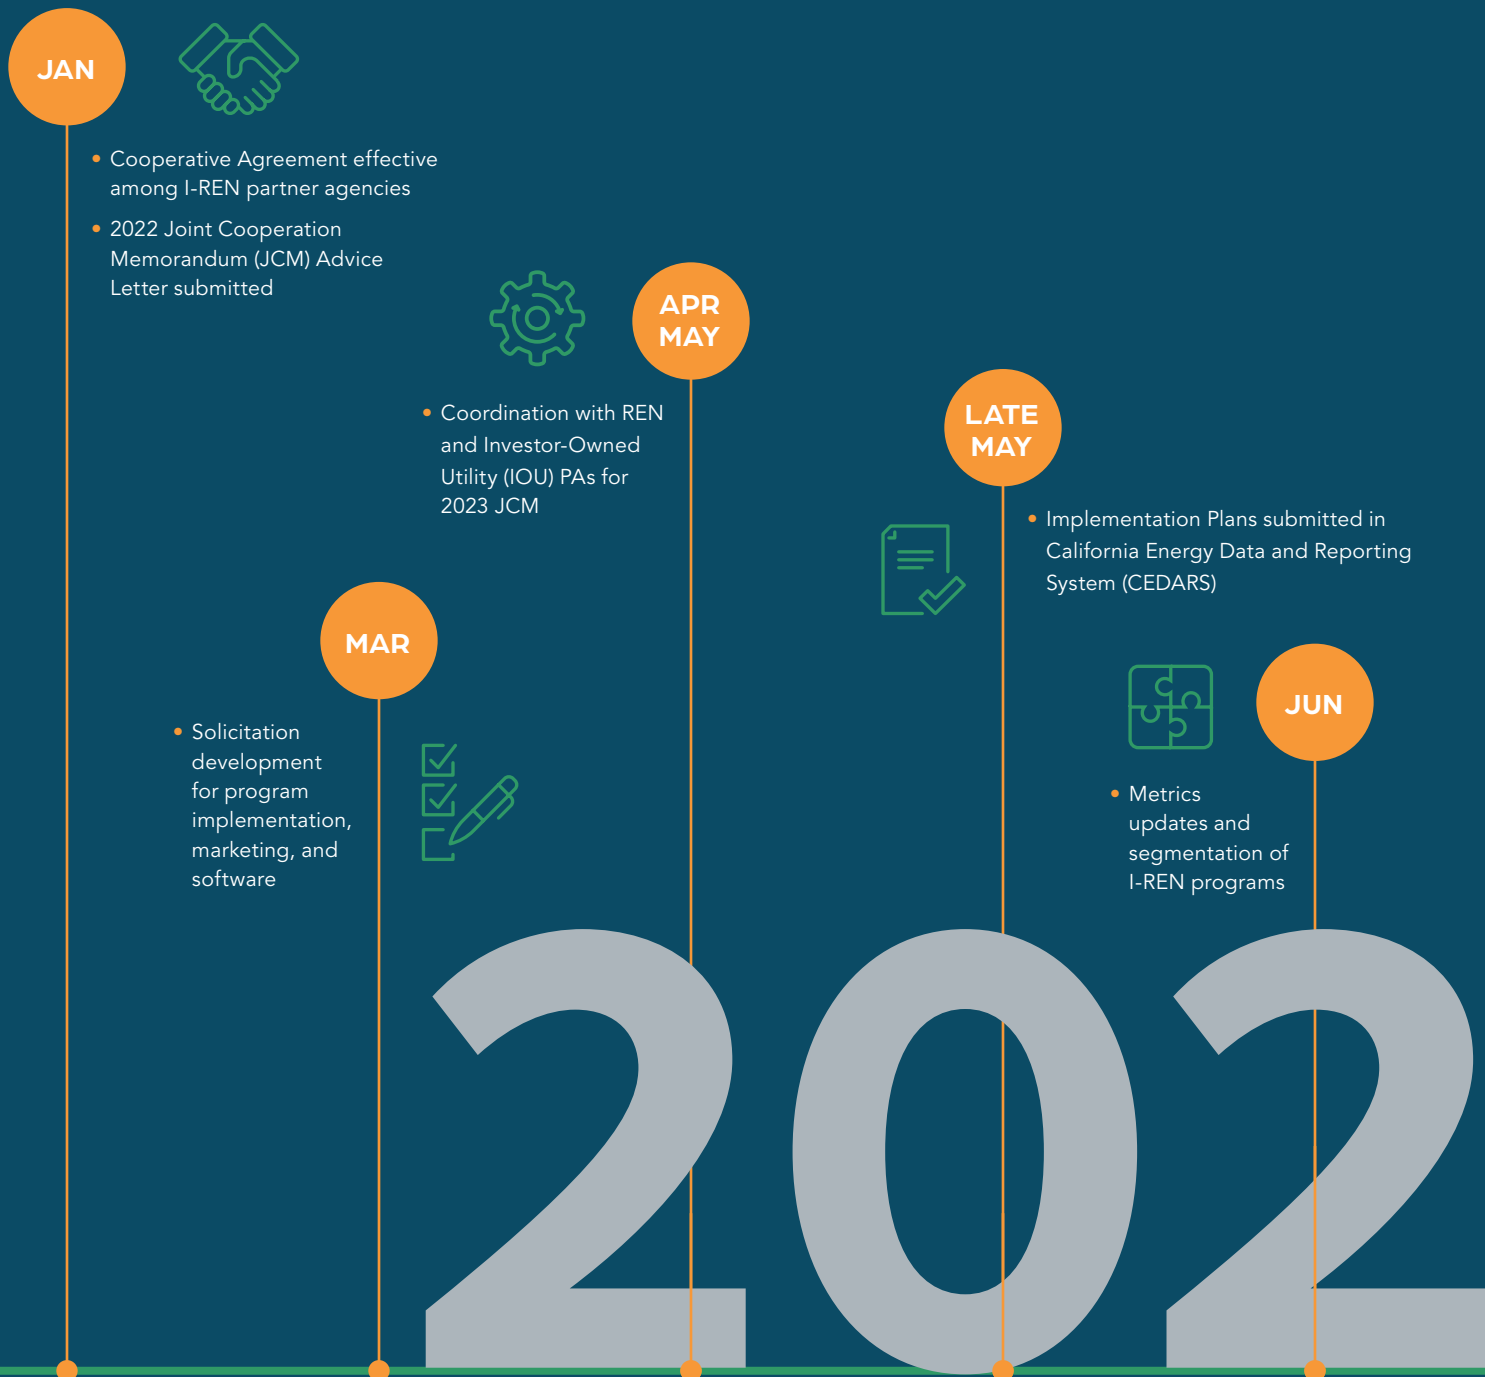 JAN
• Cooperative Agreement effective
among I-REN partner agencies
• 2022 Joint Cooperation
Memorandum (JCM) Advice
Letter submitted
MAR
• Solicitation
development
for program
implementation,
marketing, and
software
APR
MAY
• Coordination with REN
and Investor-Owned
Utility (IOU) PAs for
2023 JCM
LATE
MAY
• Implementation Plans submitted in
California Energy Data and Reporting
System (CEDARS)
JUN
• Metrics
updates and
segmentation of
I-REN programs
202